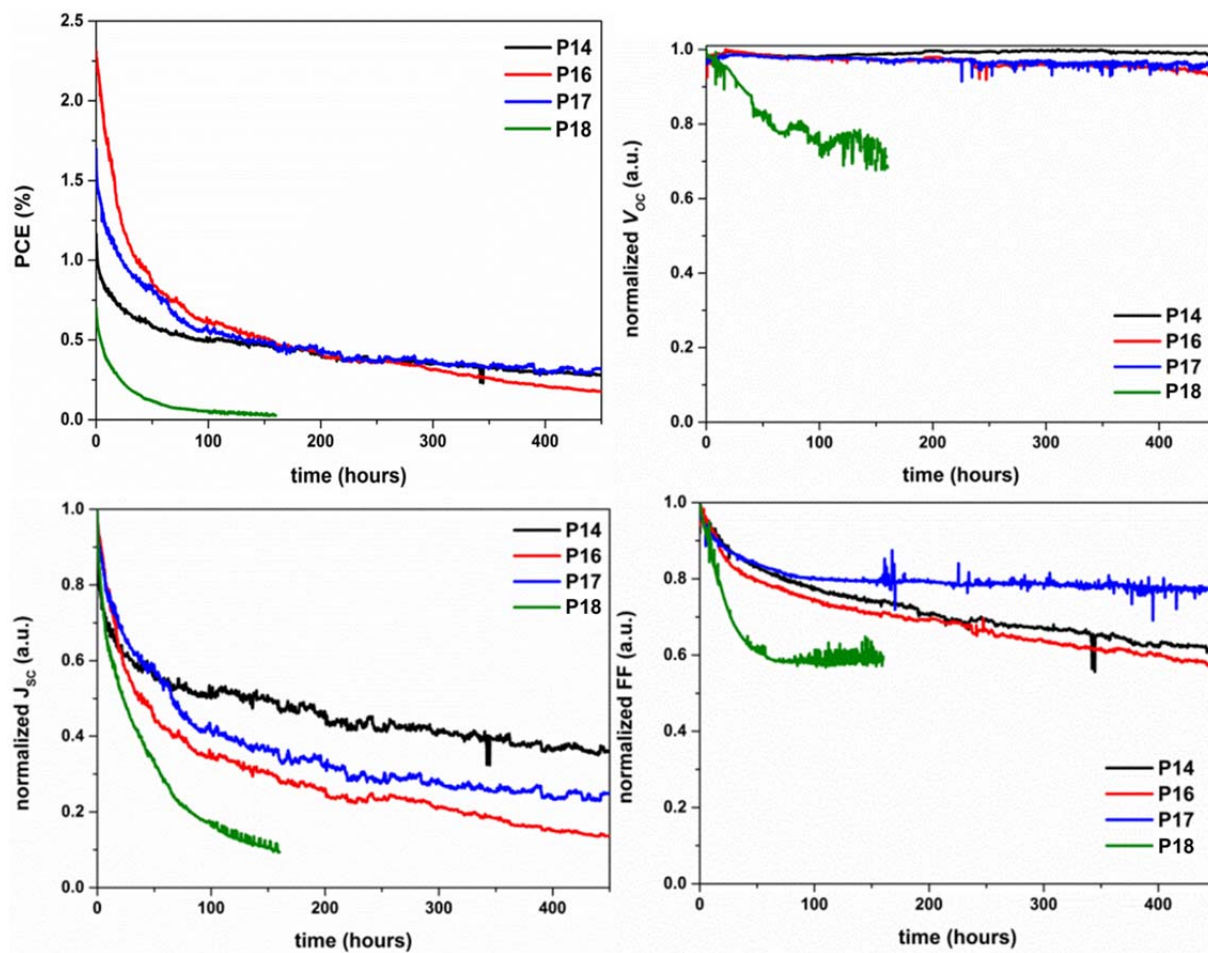 2.5
2.0
1.5
1.0
0.5
0.0
PCE (%)
P14
P16
P17
P18
0
100
200
300
400
time (hours)
1.0
0.8
0.6
0.4
0.2
0.0
normalized VOC (a.u.)
P14
P16
P17
P18
0
100
200
300
400
time (hours)
1.0
0.8
0.6
0.4
0.2
0.0
normalized JSC (a.u.)
P14
P16
P17
P18
0
100
200
300
400
time (hours)
1.0
0.8
0.6
0.4
0.2
0.0
normalized FF (a.u.)
P14
P16
P17
P18
0
100
200
300
400
time (hours)